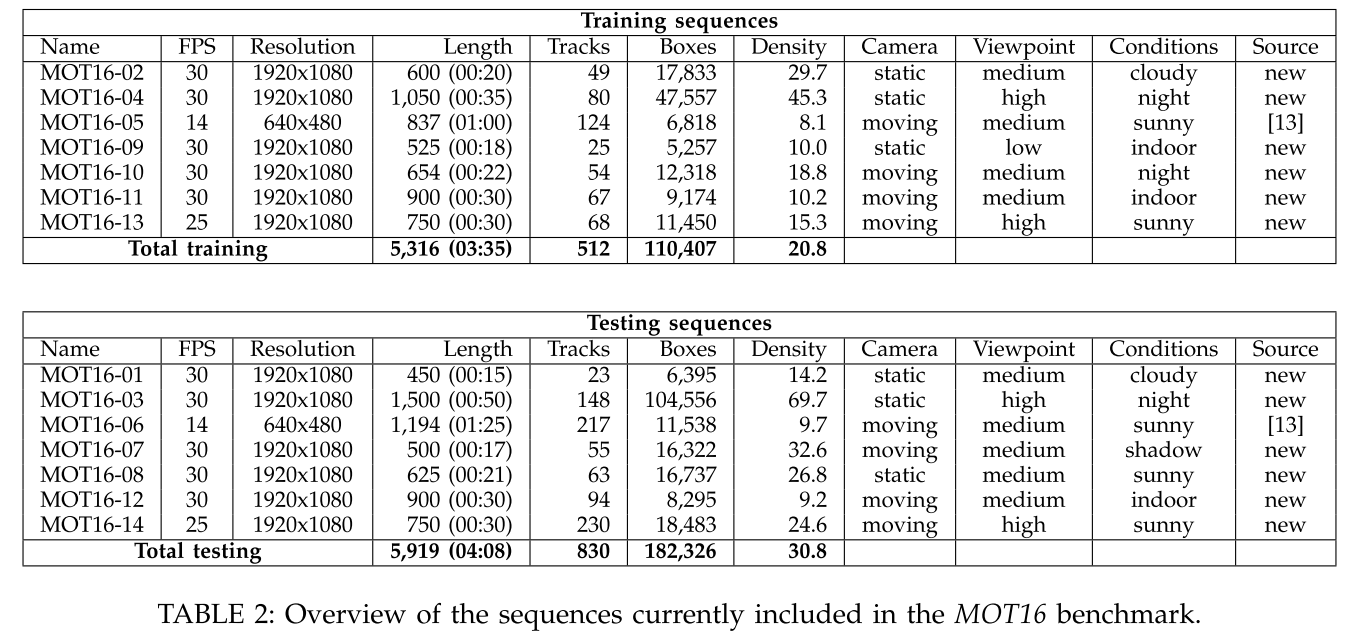 Training sequences
Name FPS Resolution Length Tracks Boxes Density Camera Viewpoint Conditions Source
MOT16-02 30 1920x1080 600 (00:20) 49 17,833 29.7 static medium cloudy new
MOT16-04 30 1920x1080 1,050 (00:35) 80 47,557 45.3 static high night new
MOT16-05 14 640x480 837 (01:00) 124 6,818 8.1 moving medium sunny [13]
MOT16-09 30 1920x1080 525 (00:18) 25 5,257 10.0 static low indoor new
MOT16-10 30 1920x1080 654 (00:22) 54 12,318 18.8 moving medium night new
MOT16-11 30 1920x1080 900 (00:30) 67 9,174 10.2 moving medium indoor new
MOT16-13 25 1920x1080 750 (00:30) 68 11,450 15.3 moving high sunny new
Total training 5,316 (03:35) 512 110,407 20.8
Testing sequences
Name FPS Resolution Length Tracks Boxes Density Camera Viewpoint Conditions Source
MOT16-01 30 1920x1080 450 (00:15) 23 6,395 14.2 static medium cloudy new
MOT16-03 30 1920x1080 1,500 (00:50) 148 104,556 69.7 static high night new
MOT16-06 14 640x480 1,194 (01:25) 217 11,538 9.7 moving medium sunny [13]
MOT16-07 30 1920x1080 500 (00:17) 55 16,322 32.6 moving medium shadow new
MOT16-08 30 1920x1080 625 (00:21) 63 16,737 26.8 static medium sunny new
MOT16-12 30 1920x1080 900 (00:30) 94 8,295 9.2 moving medium indoor new
MOT16-14 25 1920x1080 750 (00:30) 230 18,483 24.6 moving high sunny new
Total testing 5,919 (04:08) 830 182,326 30.8
TABLE 2: Overview of the sequences currently included in the MOT16 benchmark.